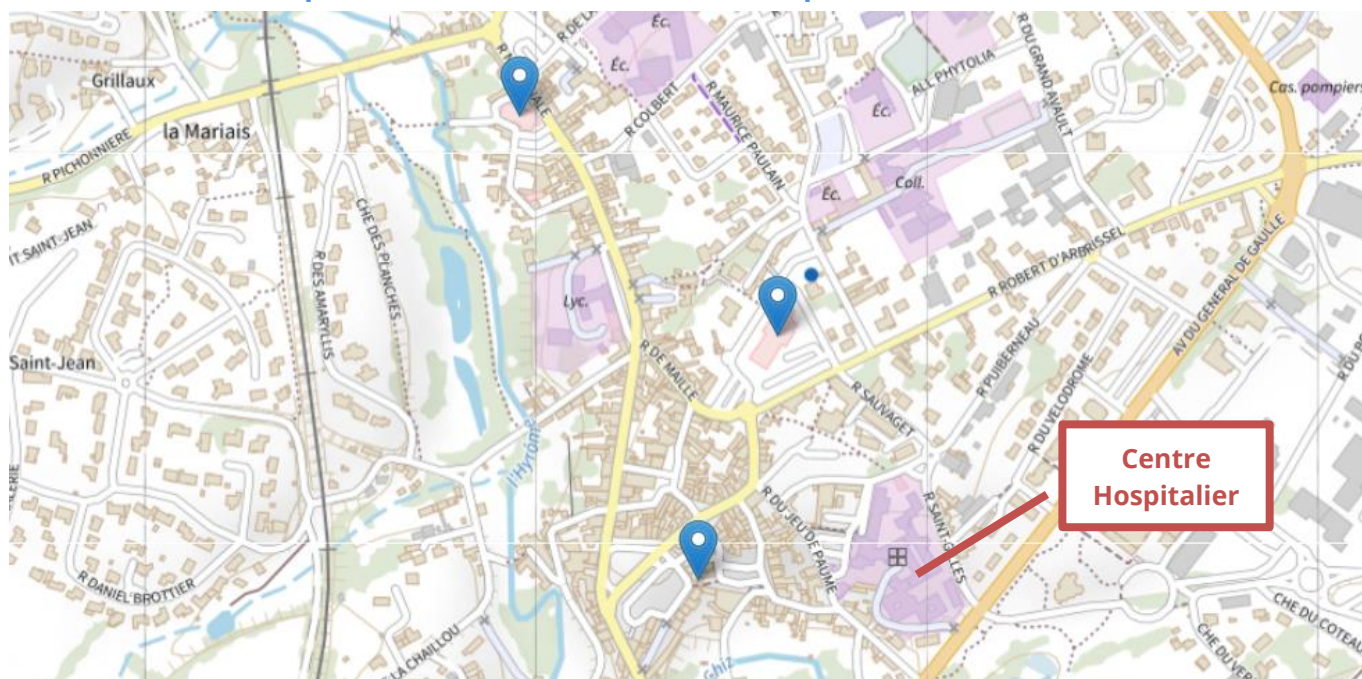 Éc.
R DU GRAND AVAULT
Grillaux
Éc.
ALL PHYTOLIA
Cas. pompiers
R COLBERT
R MAURICE PAULAIN
Éc.
la Mariais
R PICHONNIERE
Coll.
Éc.
CHE DES PLANCHES
T SAINT-JEAN
R DES AMARYLLIS
R ROBERT D'ARBRISSEL
AV DU GENERAL DE GAULLE
Lyc.
Saint-Jean
R DE MAILLE
R PUIBERNEAU
R SAUVAGET
R DU VELODROME
l'Hyrôme
Centre
Hospitalier
R DU JEU DE PAUME
R SAINT-GILLES
R DANIEL BROTTIER
CHE DU COTEAU
LA CHAILLOU
CHE DU VER